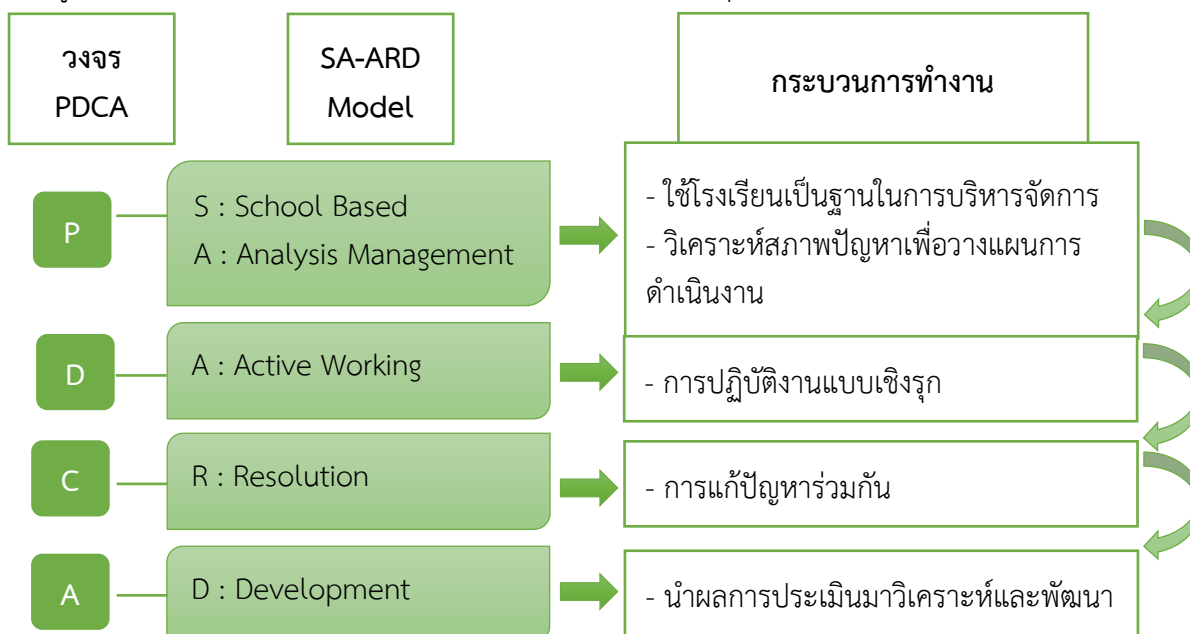 วงจร
PDCA
SA-ARD
Model
กระบวนการทำงาน
P
S : School Based
A : Analysis Management
- ใช้โรงเรียนเป็นฐานในการบริหารจัดการ
- วิเคราะห์สภาพปัญหาเพื่อวางแผนการ
ดำเนินงาน
D
A : Active Working
- การปฏิบัติงานแบบเชิงรุก
C
R : Resolution
- การแก้ปัญหาร่วมกัน
A
D : Development
- นำผลการประเมินมาวิเคราะห์และพัฒนา